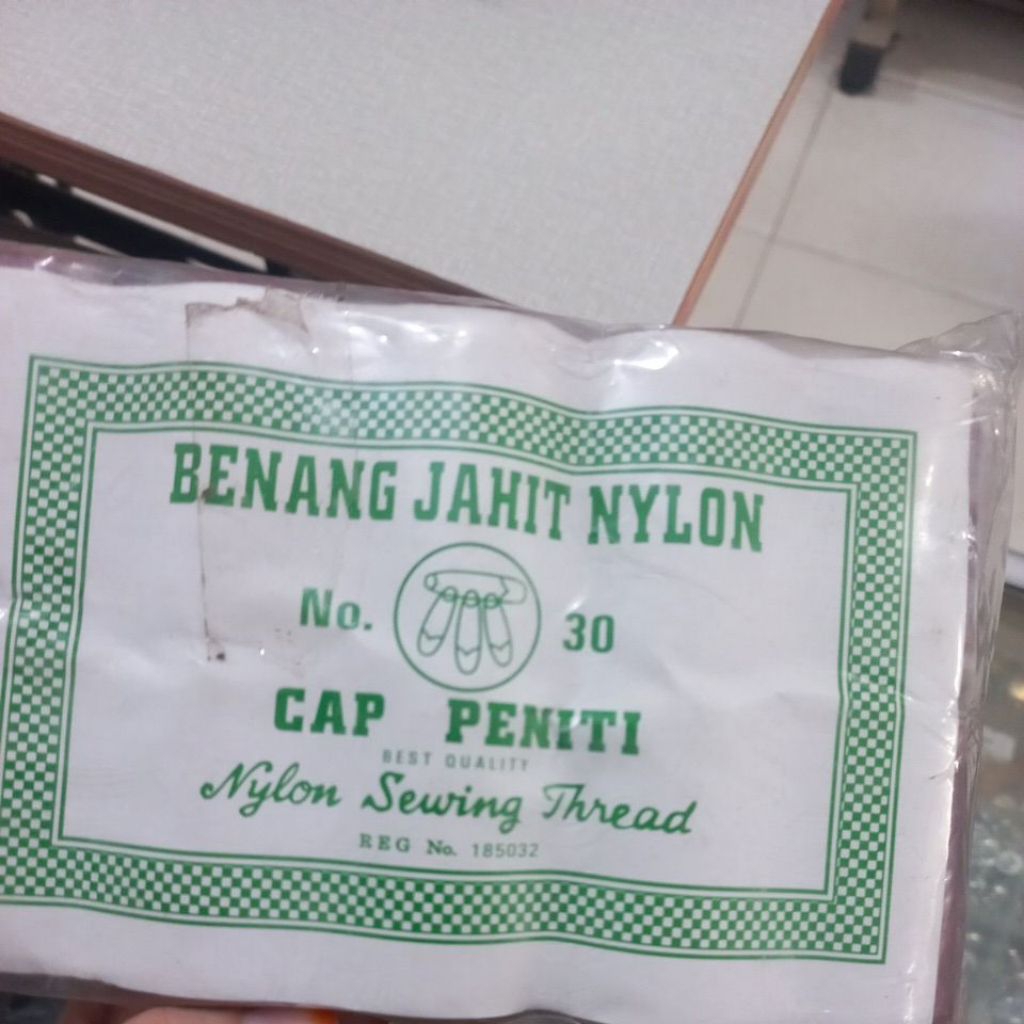 BENANG JAHIT NYLON
No. 30
CAP PENITI
BEST QUALITY
Nylon Sewing Thread
REG No. 185032